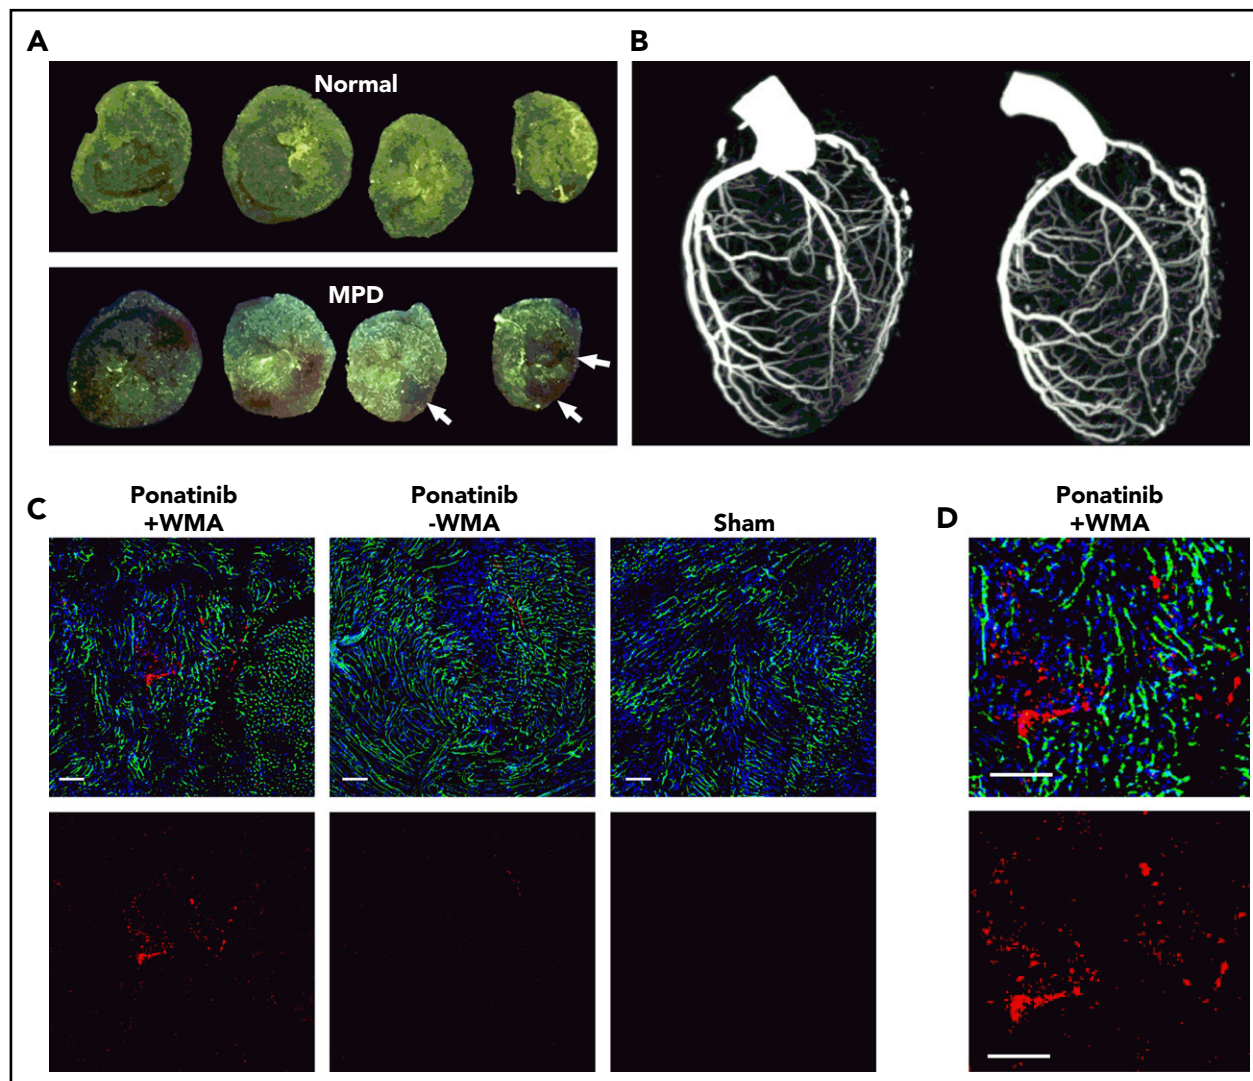 A
B
Normal
MPD
C
Ponatinib
+WMA
Ponatinib
-WMA
Sham
D
Ponatinib
+WMA